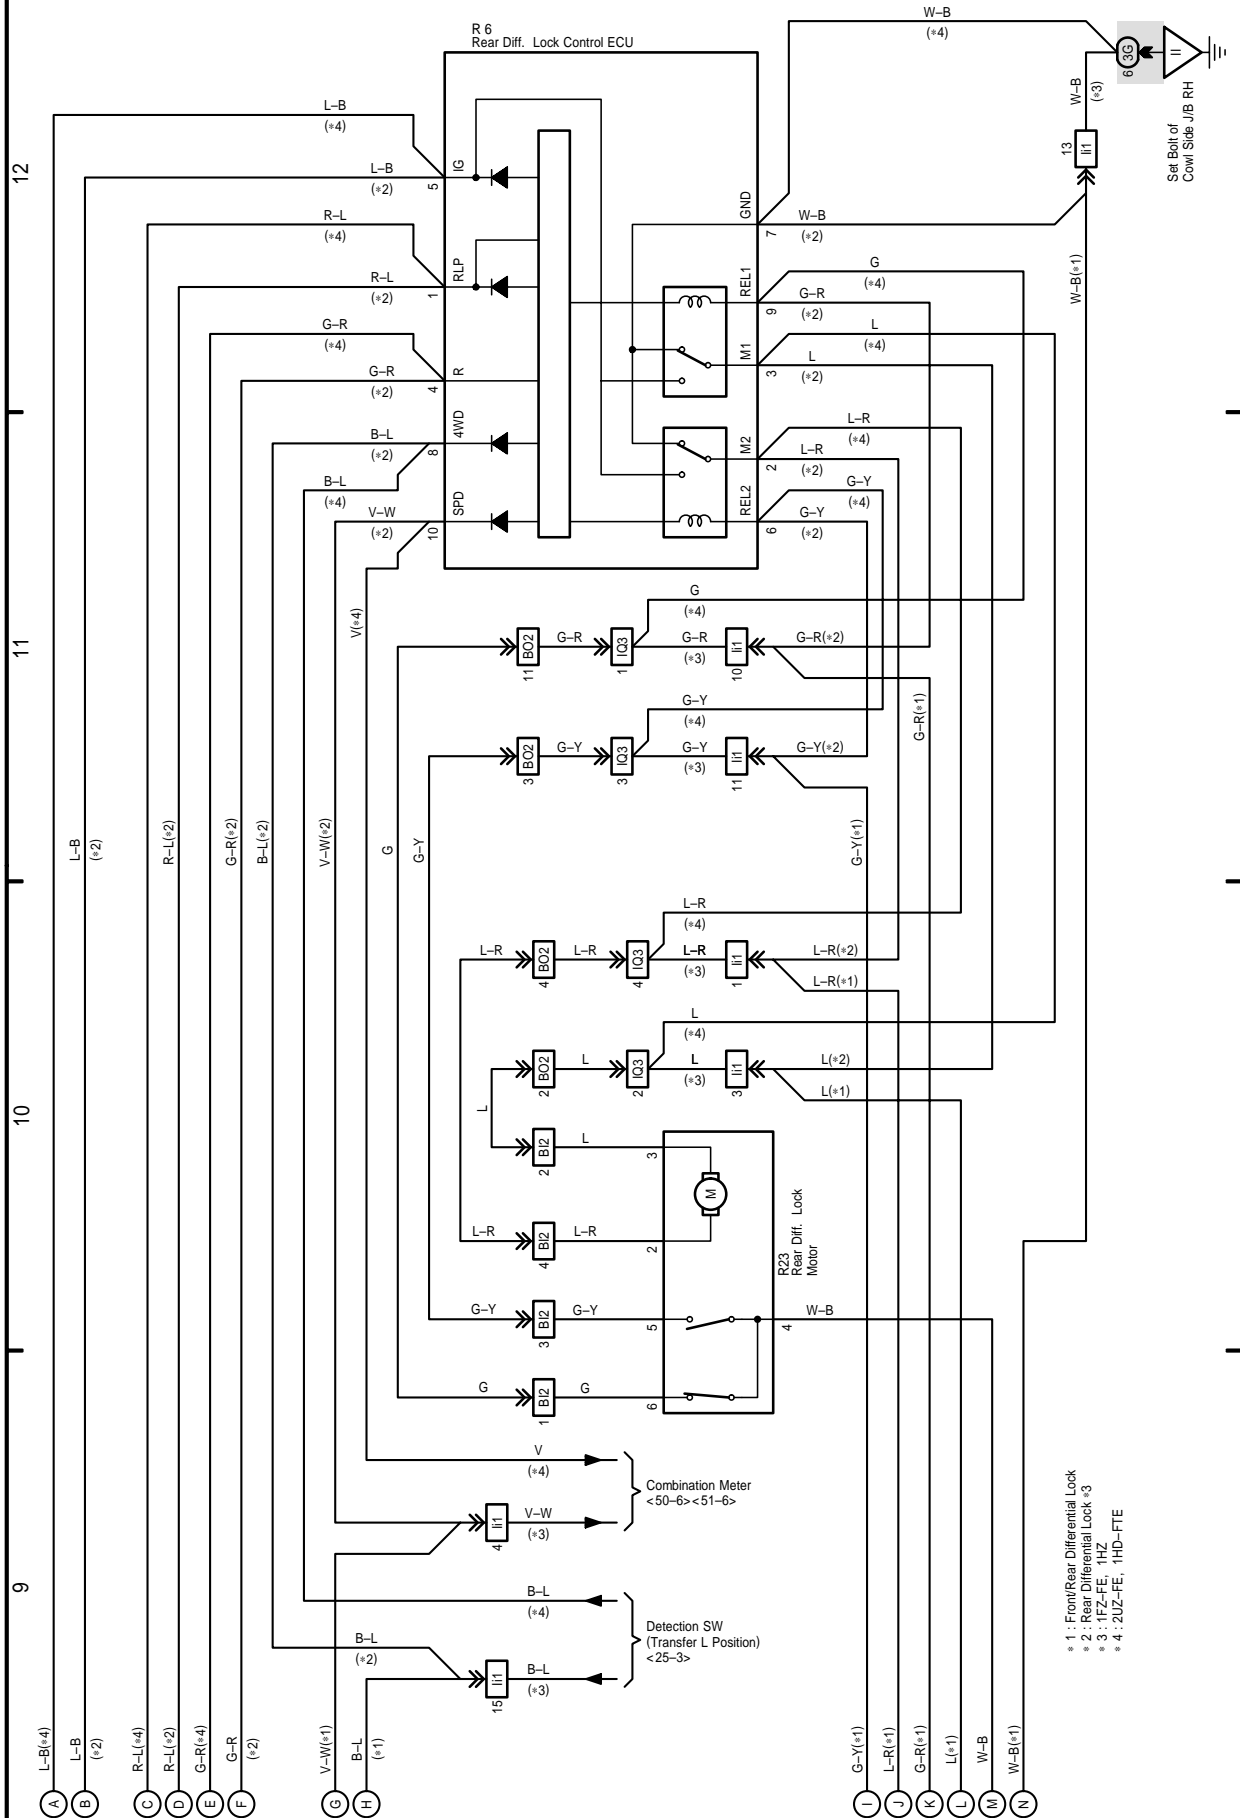 W–B
(*4)
R 6
Rear Diff. Lock Control ECU
6
3G
II
W–B
(*3)
13
Ii1
Set Bolt of
Cowl Side J/B RH
12
L–B
(*4)
L–B
(*2)
5
IG
R–L
(*4)
R–L
(*2)
1
RLP
G–R
(*4)
G–R
(*2)
4
R
B–L
(*2)
8
4WD
B–L
(*4)
V–W
(*2)
10
SPD
GND
7
W–B
(*2)
W–B(*1)
REL1
9
G
(*4)
G–R
(*2)
M1
3
L
(*4)
L
(*2)
M2
2
L–R
(*4)
L–R
(*2)
REL2
6
G–Y
(*4)
G–Y
(*2)
11
V(*4)
G
(*4)
11
BO2
G–R
1
IQ3
G–R
(*3)
10
Ii1
G–R(*2)
G–R(*1)
G–Y
(*4)
3
BO2
G–Y
3
IQ3
G–Y
(*3)
11
Ii1
G–Y(*2)
G–Y(*1)
L–B
(*2)
R–L(*2)
G–R(*2)
B–L(*2)
V–W(*2)
G
G–Y
L–R
(*4)
L–R
4
BO2
L–R
4
IQ3
L–R
(*3)
1
Ii1
L–R(*2)
L–R(*1)
L
(*4)
2
BO2
L
2
IQ3
L
(*3)
3
Ii1
L(*2)
L(*1)
10
L
2
BI2
L
3
M
L–R
4
BI2
L–R
2
R23
Rear Diff. Lock
Motor
G–Y
3
BI2
G–Y
5
4
W–B
G
1
BI2
G
6
V
(*4)
Combination Meter
<50–6><51–6>
4
Ii1
V–W
(*3)
9
B–L
(*4)
Detection SW
(Transfer L Position)
<25–3>
B–L
(*2)
15
Ii1
B–L
(*3)
* 1 : Front/Rear Differential Lock
* 2 : Rear Differential Lock *3
* 3 : 1FZ–FE, 1HZ
* 4 : 2UZ–FE, 1HD–FTE
L–B(*4)
L–B
(*2)
R–L(*4)
R–L(*2)
G–R(*4)
G–R
(*2)
V–W(*1)
B–L
(*1)
G–Y(*1)
L–R(*1)
G–R(*1)
L(*1)
W–B
W–B(*1)
A
B
C
D
E
F
G
H
I
J
K
L
M
N